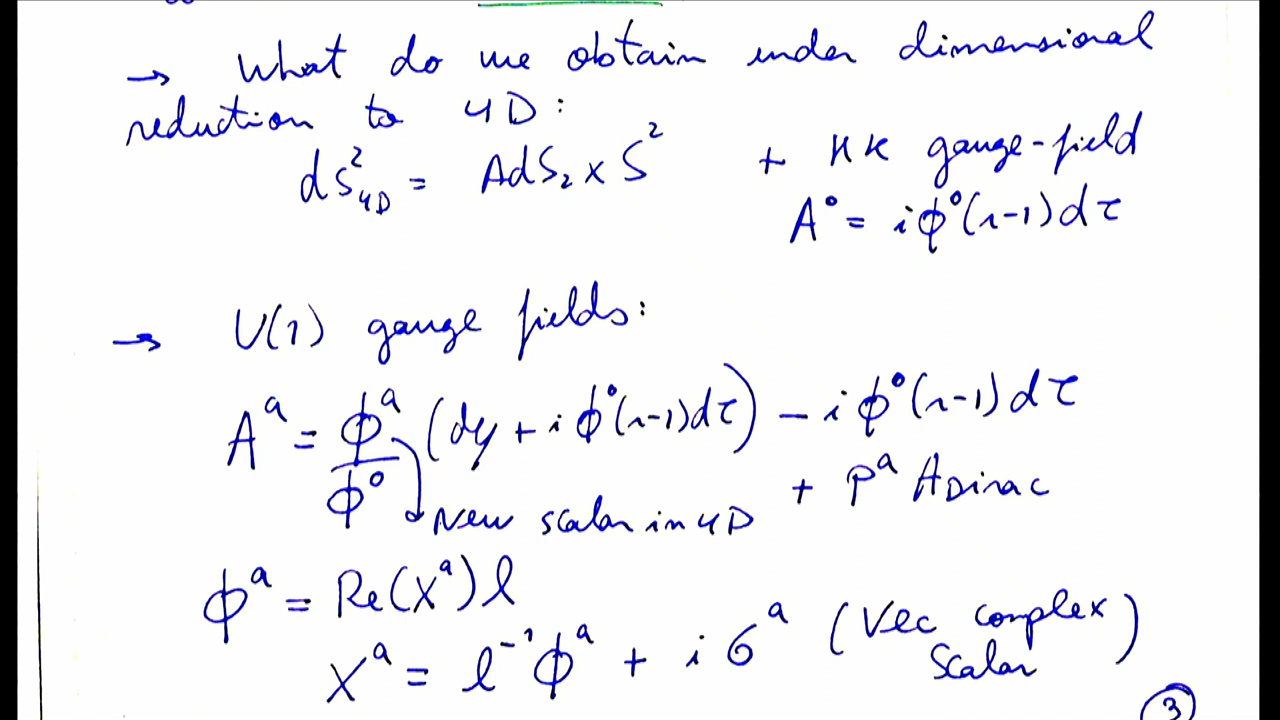 → What do we obtain under dimensional
reduction to 4D:
ds²_4D = AdS₂ x S² + KK gauge-field
A⁰ = iϕ⁰(r-1)dτ
→ U(1) gauge fields:
Aᵃ = ϕᵃ/ϕ⁰ (dy + iϕ⁰(r-1)dτ) - iϕ⁰(r-1)dτ
+ pᵃ ADirac
New scalar in 4D
ϕᵃ = Re(Xᵃ)l
Xᵃ = l⁻¹ϕᵃ + iσᵃ (Vec complex
scalar)
3